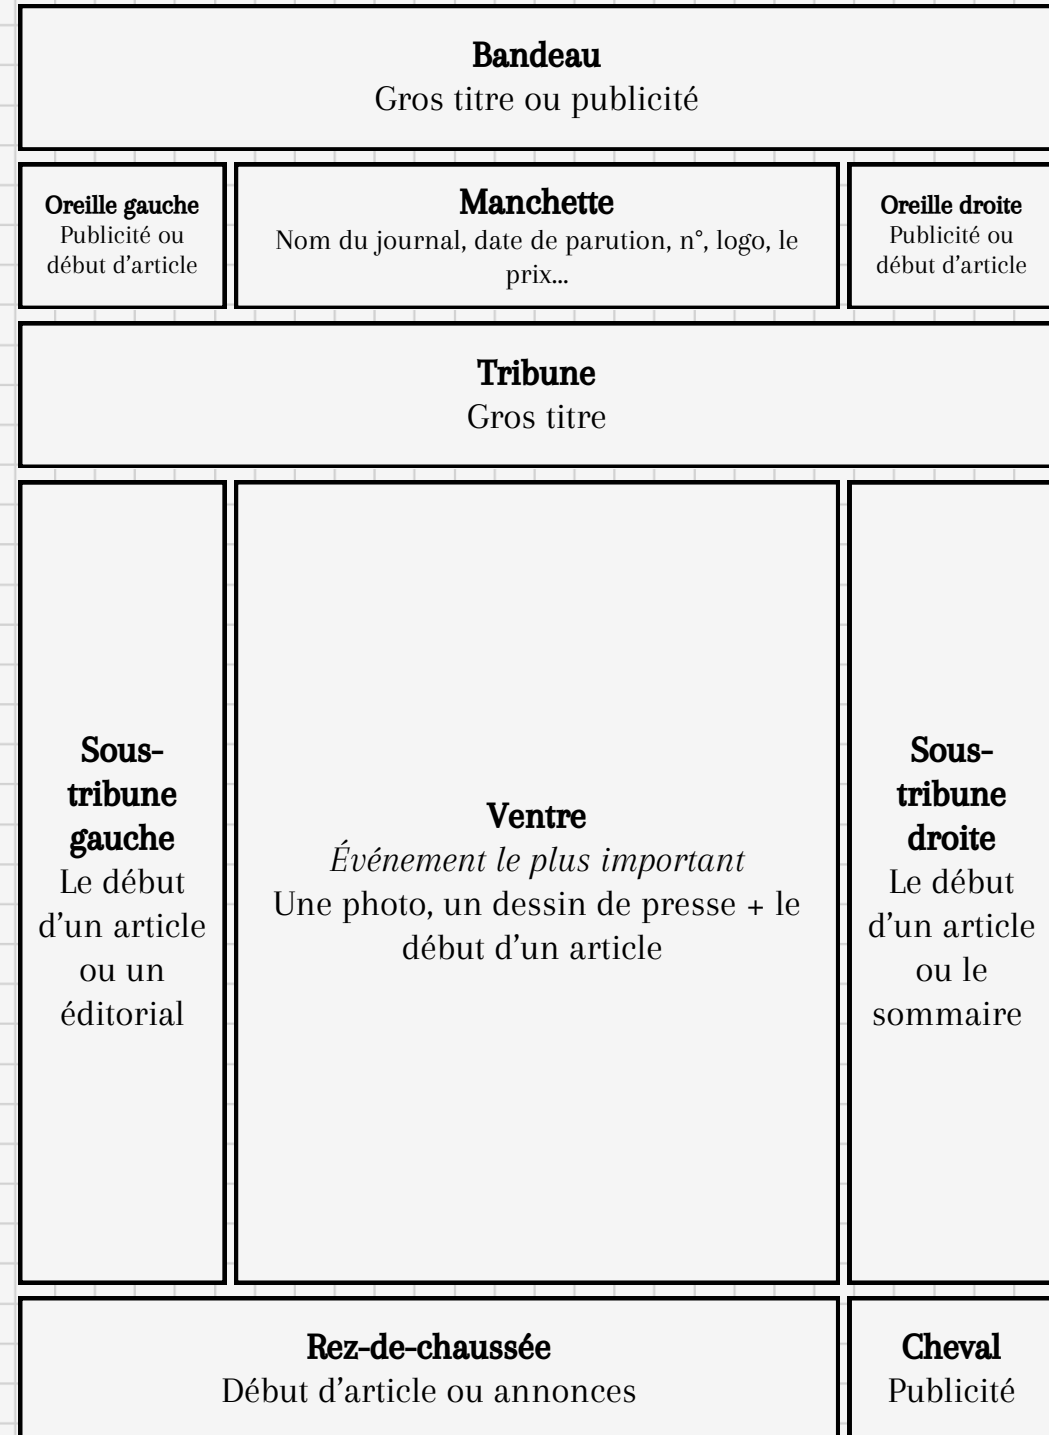 Bandeau
Gros titre ou publicité
Oreille gauche
Publicité ou
début d'article
Manchette
Nom du journal, date de parution, n°, logo, le
prix...
Oreille droite
Publicité ou
début d'article
Tribune
Gros titre
Sous-
tribune
gauche
Le début
d'un article
ou un
éditorial
Ventre
Événement le plus important
Une photo, un dessin de presse + le
début d'un article
Sous-
tribune
droite
Le début
d'un article
ou le
sommaire
Rez-de-chaussée
Début d'article ou annonces
Cheval
Publicité